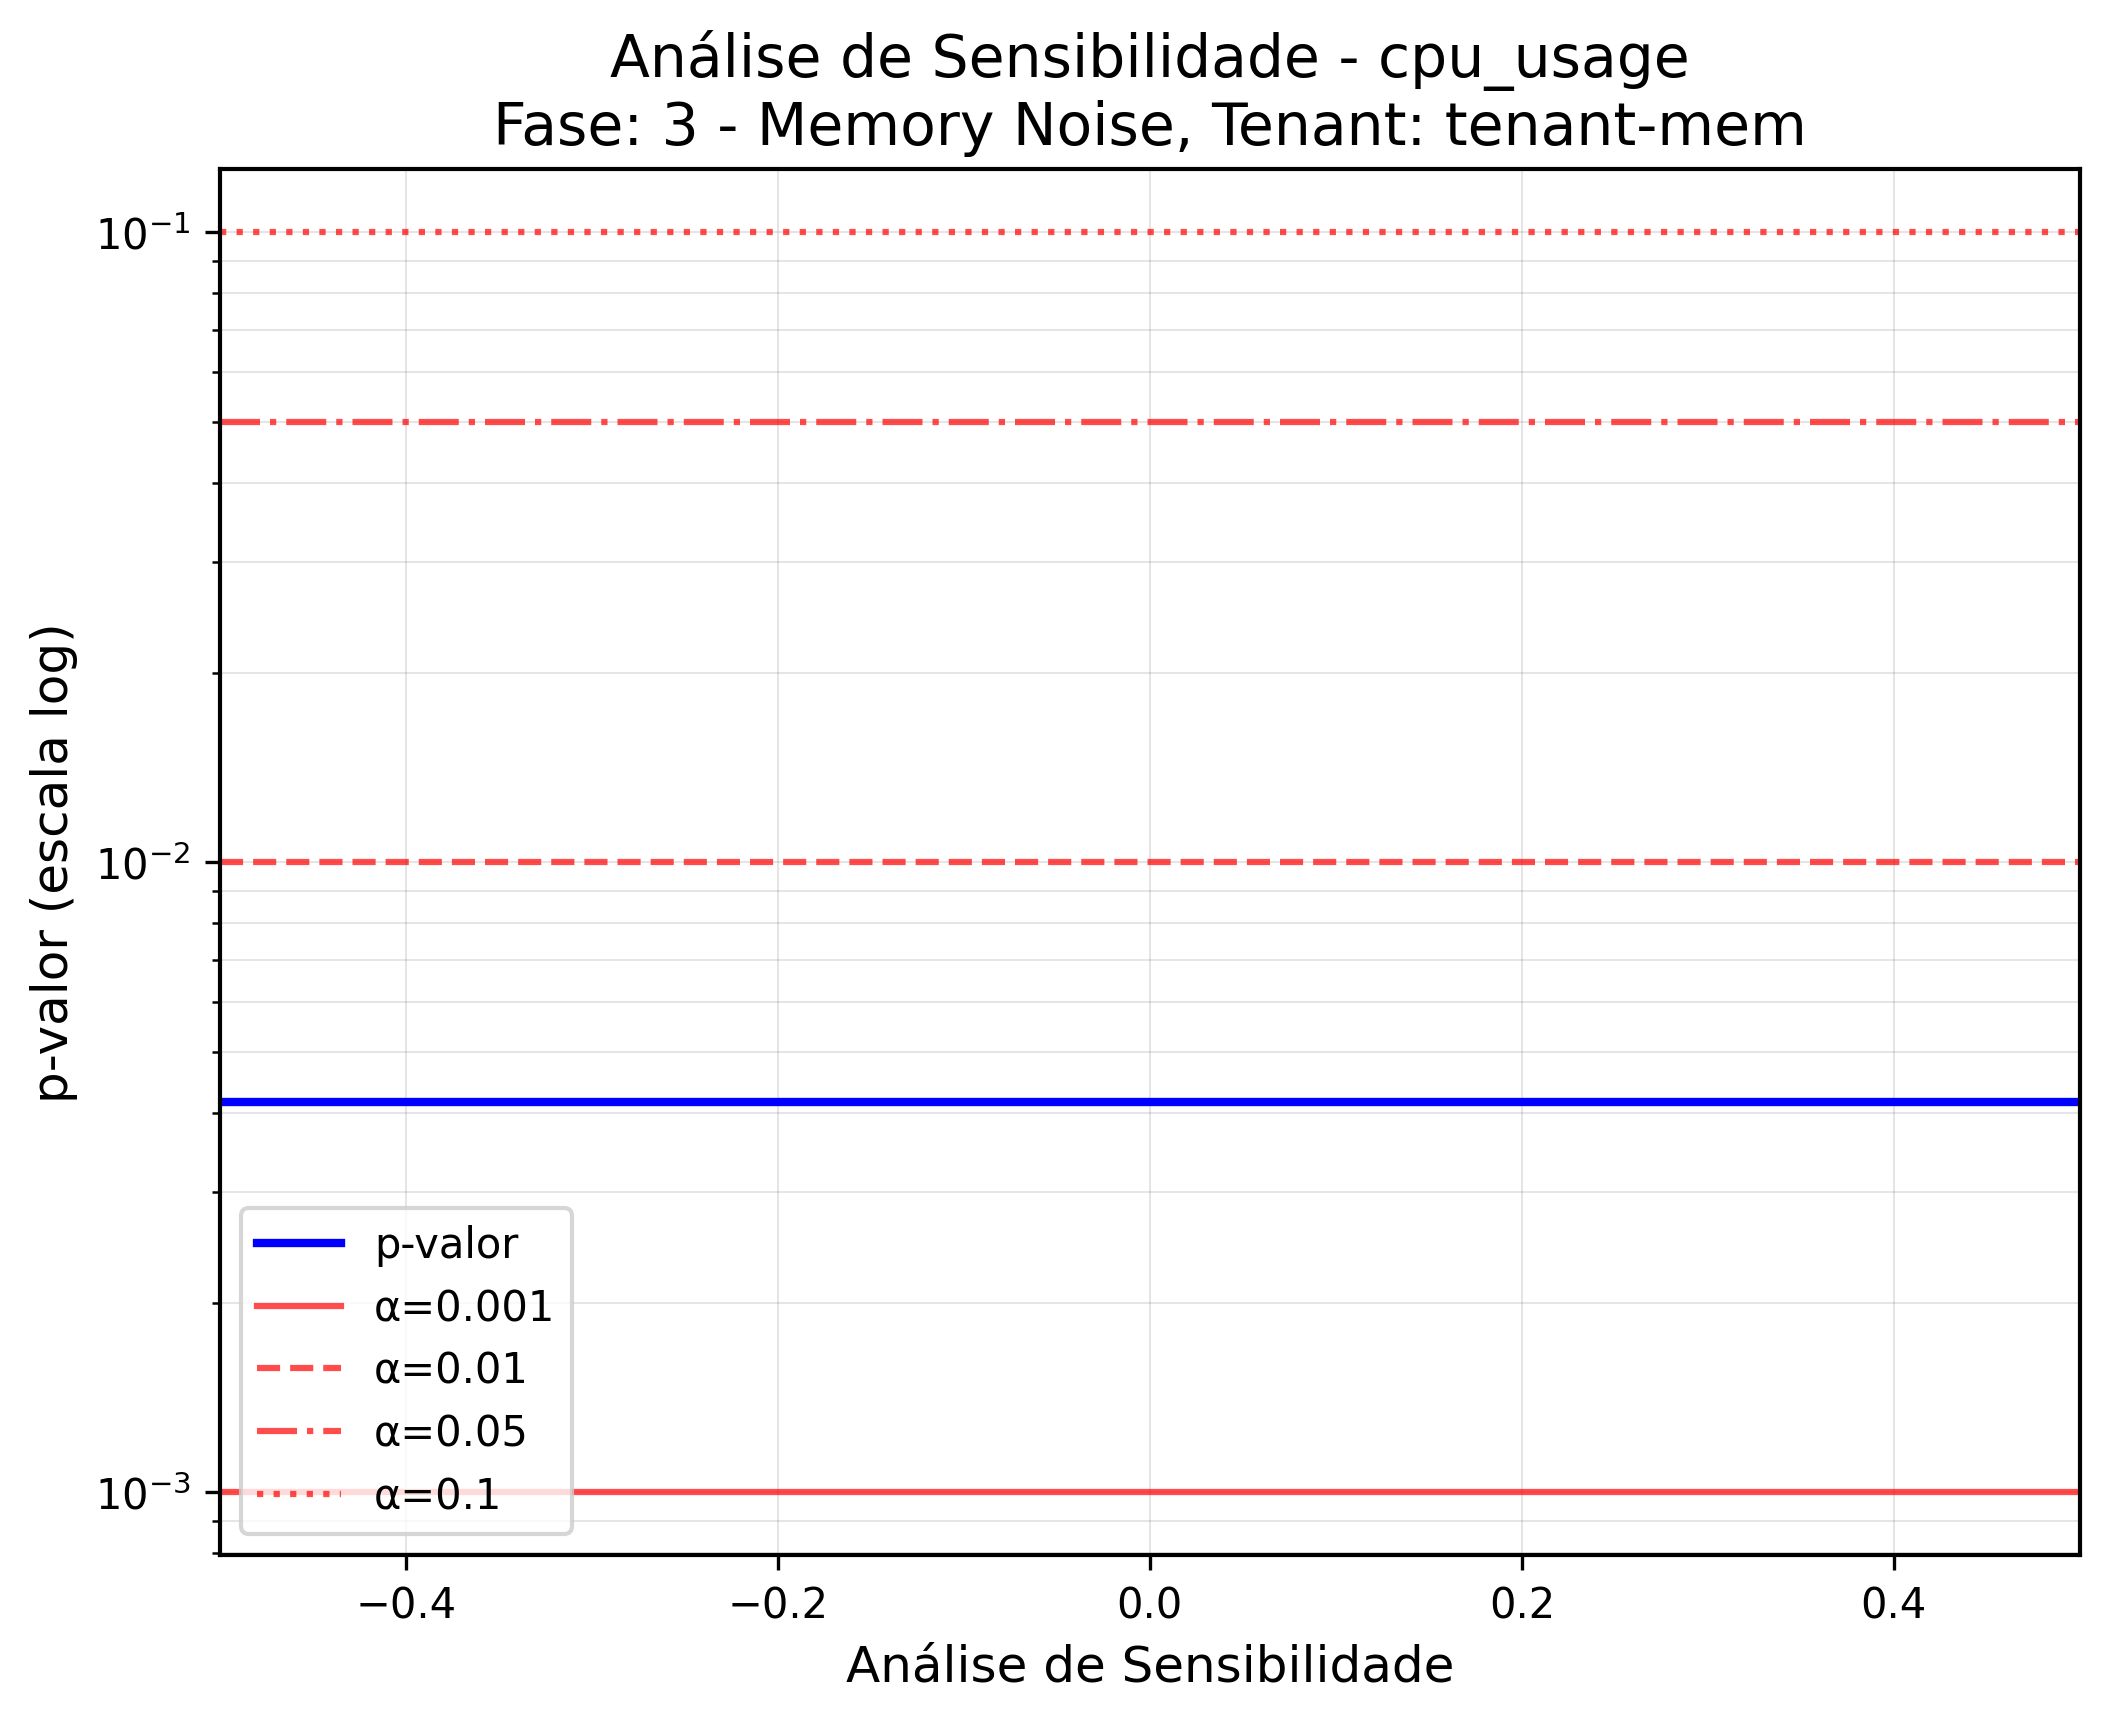 Análise de Sensibilidade - cpu_usage
Fase: 3 - Memory Noise, Tenant: tenant-mem
p-valor (escala log)
10⁻¹
10⁻²
10⁻³
p-valor
α=0.001
α=0.01
α=0.05
α=0.1
−0.4
−0.2
0.0
0.2
0.4
Análise de Sensibilidade